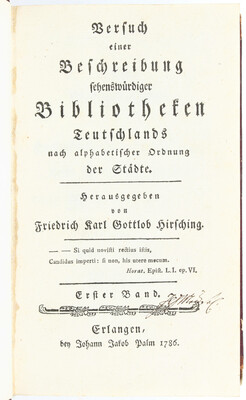 Versuch
einer
Beschreibung
sehenswürdiger
Bibliotheken
Teutschlands
nach alphabetischer Ordnung
der Städte.
Herausgegeben
von
Friedrich Karl Gottlob Hirsching.
— — Si quid novisti rectius istis,
Candidus imperti: si non, his utere mecum.
Horat. Epist. L.I. ep. VI.
Erster Band.
Erlangen,
bey Johann Jakob Palm 1786.